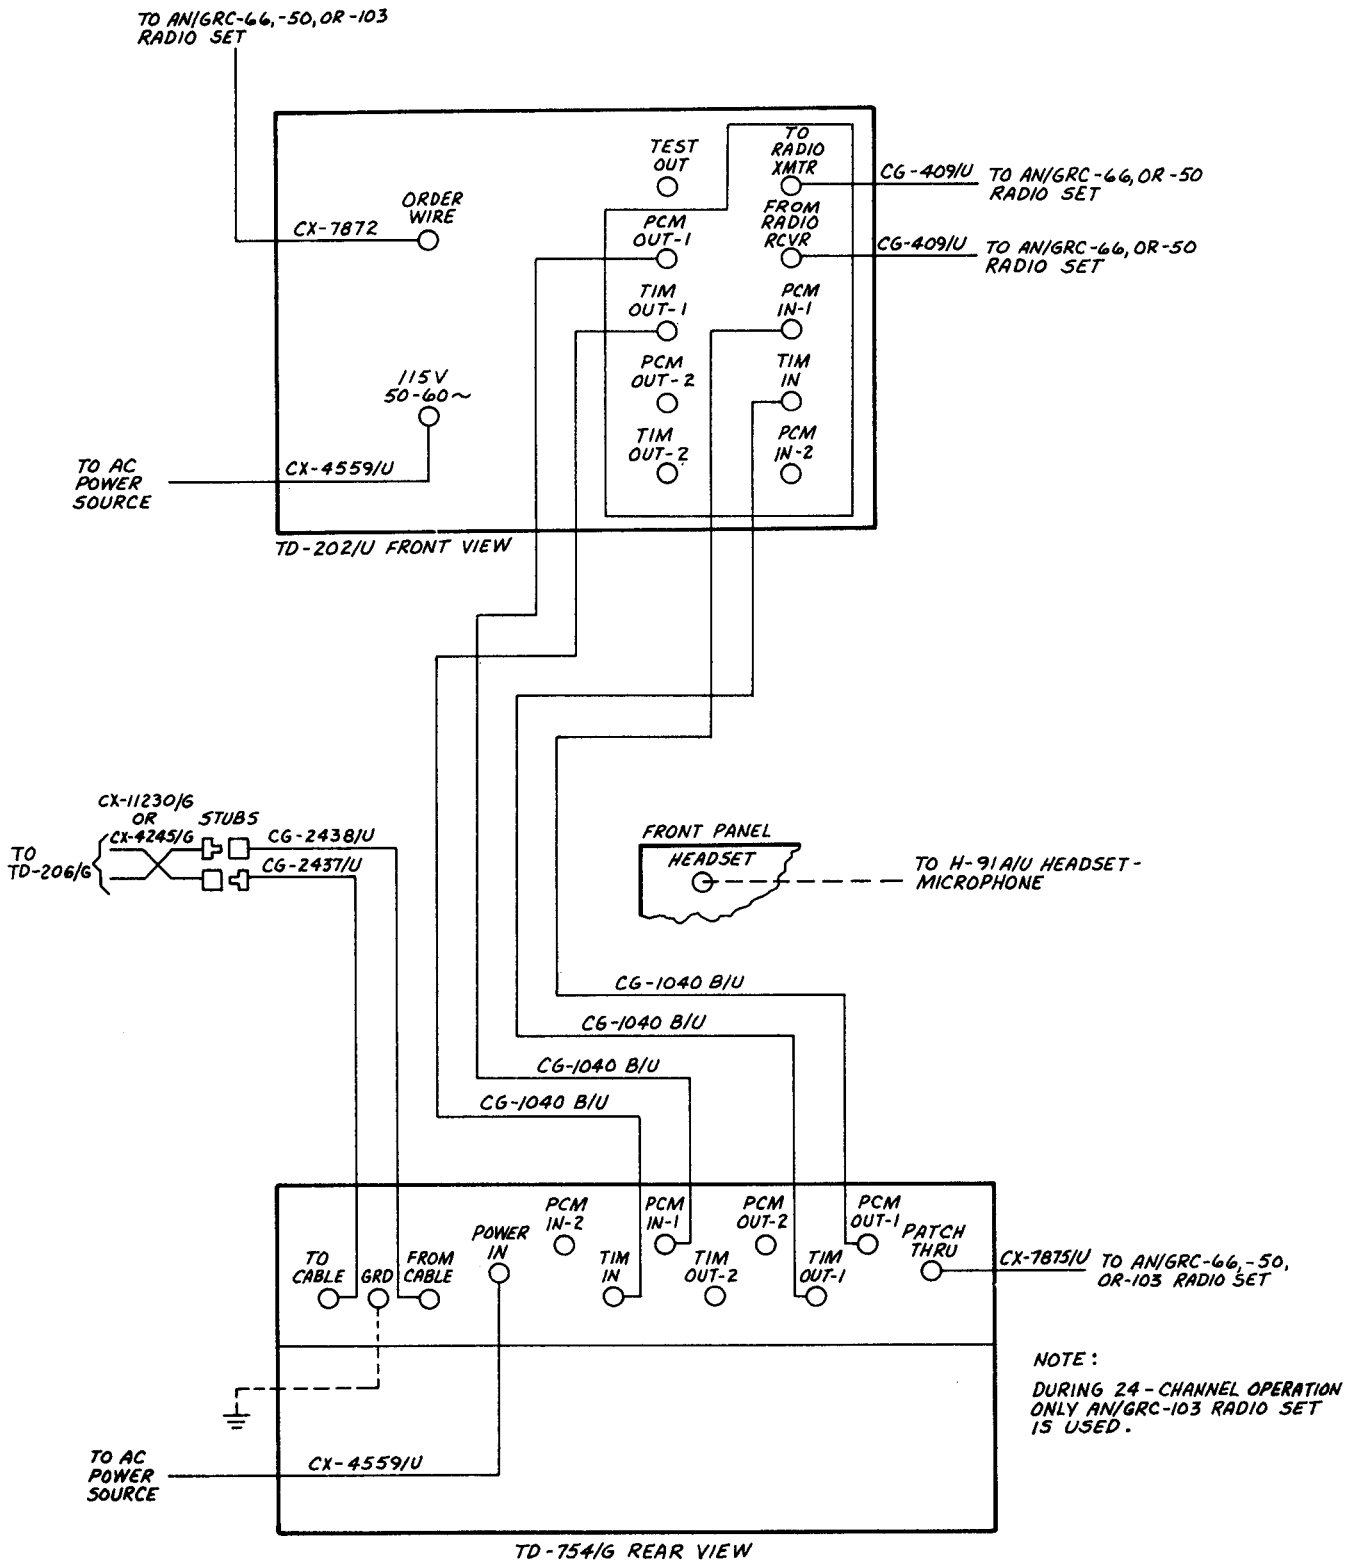 TO AN/GRC-66,-50,OR-103
RADIO SET
TEST
OUT
TO
RADIO
XMTR
CG-409/U
TO AN/GRC-66,OR-50
RADIO SET
ORDER
WIRE
CX-7872
PCM
OUT-1
FROM
RADIO
RCVR
CG-409/U
TO AN/GRC-66,OR-50
RADIO SET
TIM
OUT-1
PCM
IN-1
115V
50-60~
PCM
OUT-2
TIM
IN
TIM
OUT-2
PCM
IN-2
TO AC
POWER
SOURCE
CX-4559/U
TD-202/U FRONT VIEW
CX-11230/G
OR
CX-4245/G
STUBS
TO
TD-206/G
CG-2438/U
CG-2437/U
FRONT PANEL
HEADSET
TO H-91A/U HEADSET-
MICROPHONE
CG-1040 B/U
CG-1040 B/U
CG-1040 B/U
CG-1040 B/U
TO
CABLE
GRD
FROM
CABLE
POWER
IN
PCM
IN-2
TIM
IN
PCM
IN-1
TIM
OUT-2
PCM
OUT-2
TIM
OUT-1
PCM
OUT-1
PATCH
THRU
CX-7875/U
TO AN/GRC-66,-50,
OR-103 RADIO SET
NOTE:
DURING 24-CHANNEL OPERATION
ONLY AN/GRC-103 RADIO SET
IS USED.
TO AC
POWER
SOURCE
CX-4559/U
TD-754/G REAR VIEW